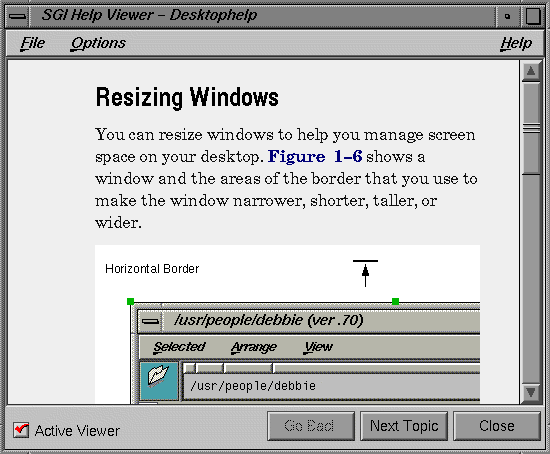 SGI Help Viewer – Desktophelp
File Options Help
Resizing Windows
You can resize windows to help you manage screen
space on your desktop. Figure 1–6 shows a
window and the areas of the border that you use to
make the window narrower, shorter, taller, or
wider.
Horizontal Border
/usr/people/debbie (ver .70)
Selected Arrange View
/usr/people/debbie
Active Viewer
Go Back
Next Topic
Close